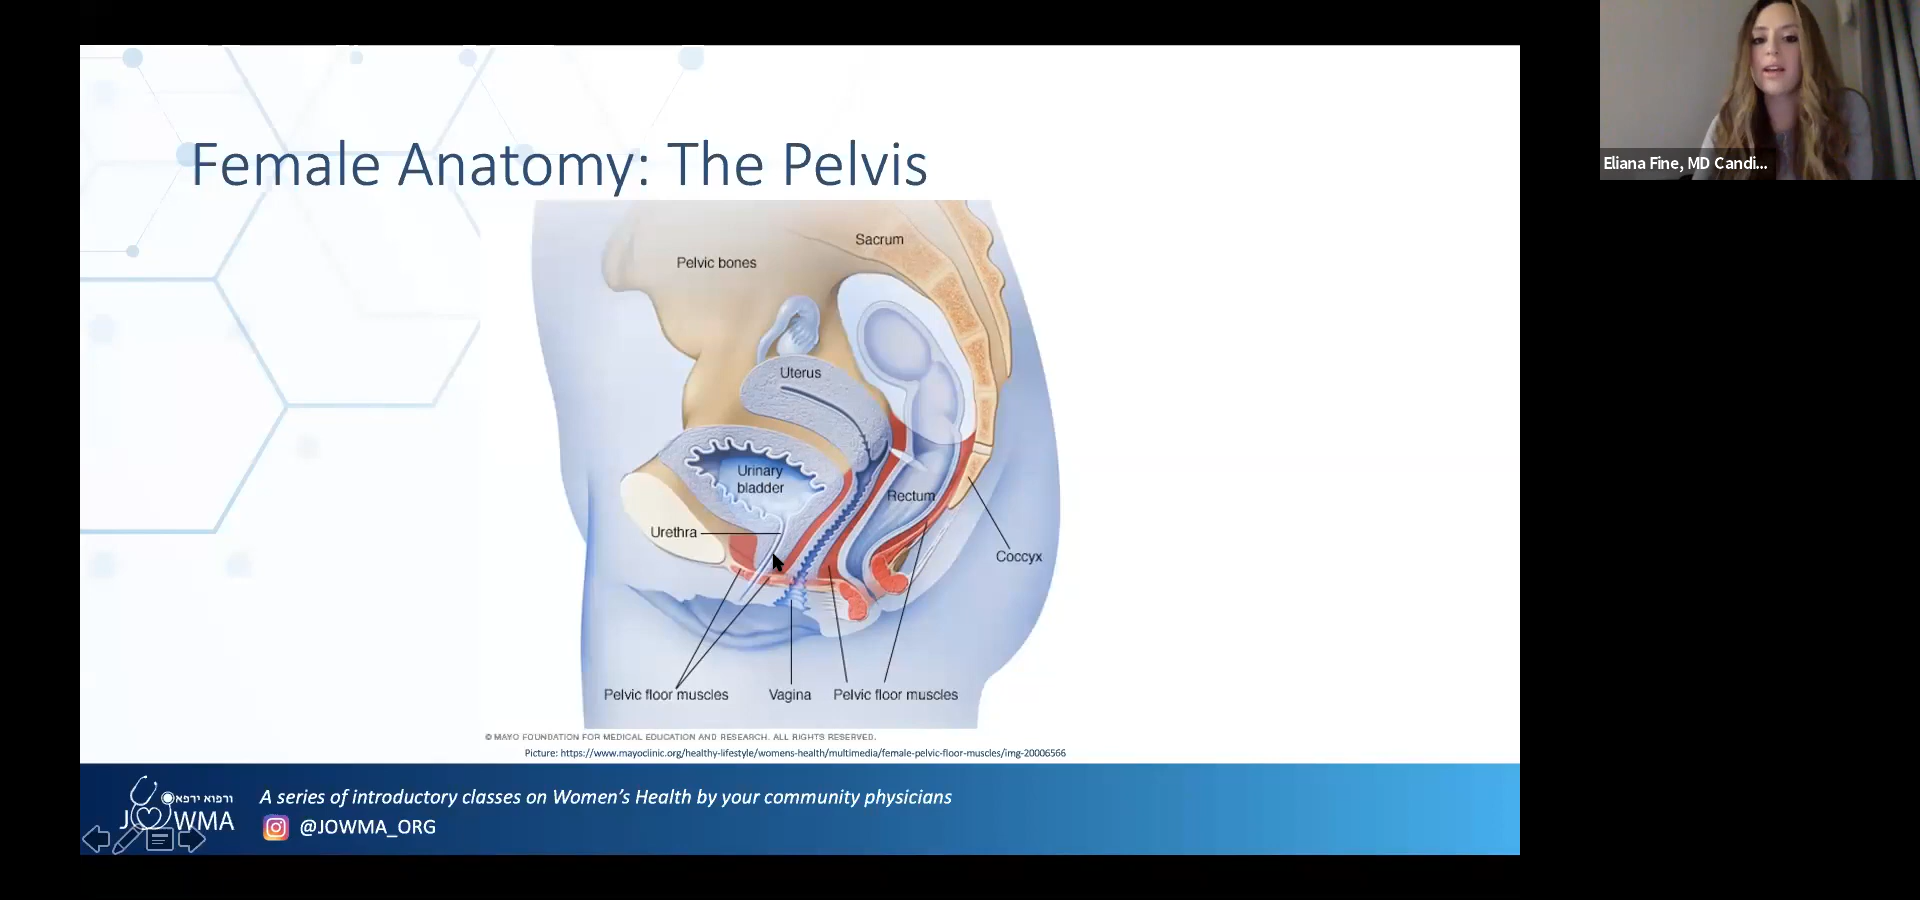 Eliana Fine, MD Candi...
Female Anatomy: The Pelvis
Sacrum
Pelvic bones
Uterus
Urinary
bladder
Rectum
Urethra
Coccyx
Pelvic floor muscles
Vagina
Pelvic floor muscles
© MAYO FOUNDATION FOR MEDICAL EDUCATION AND RESEARCH. ALL RIGHTS RESERVED.
Picture: https://www.mayoclinic.org/healthy-lifestyle/womens-health/multimedia/female-pelvic-floor-muscles/img-20006566
ורפוא ירפא
JOWMA
A series of introductory classes on Women's Health by your community physicians
@JOWMA_ORG